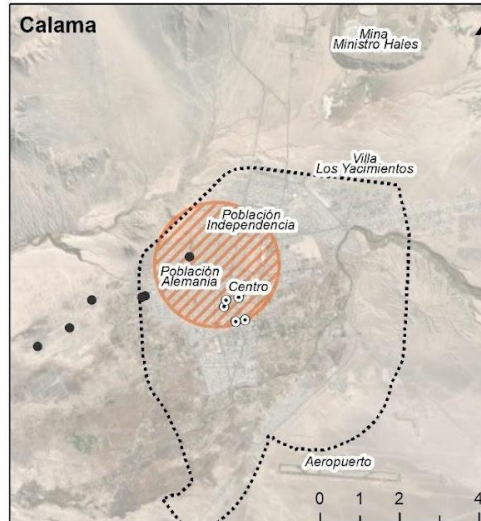 Calama
Mina
Ministro Hales
Villa
Los Yacimientos
Población
Independencia
Población
Alemania
Centro
Aeropuerto
0 1 2 4